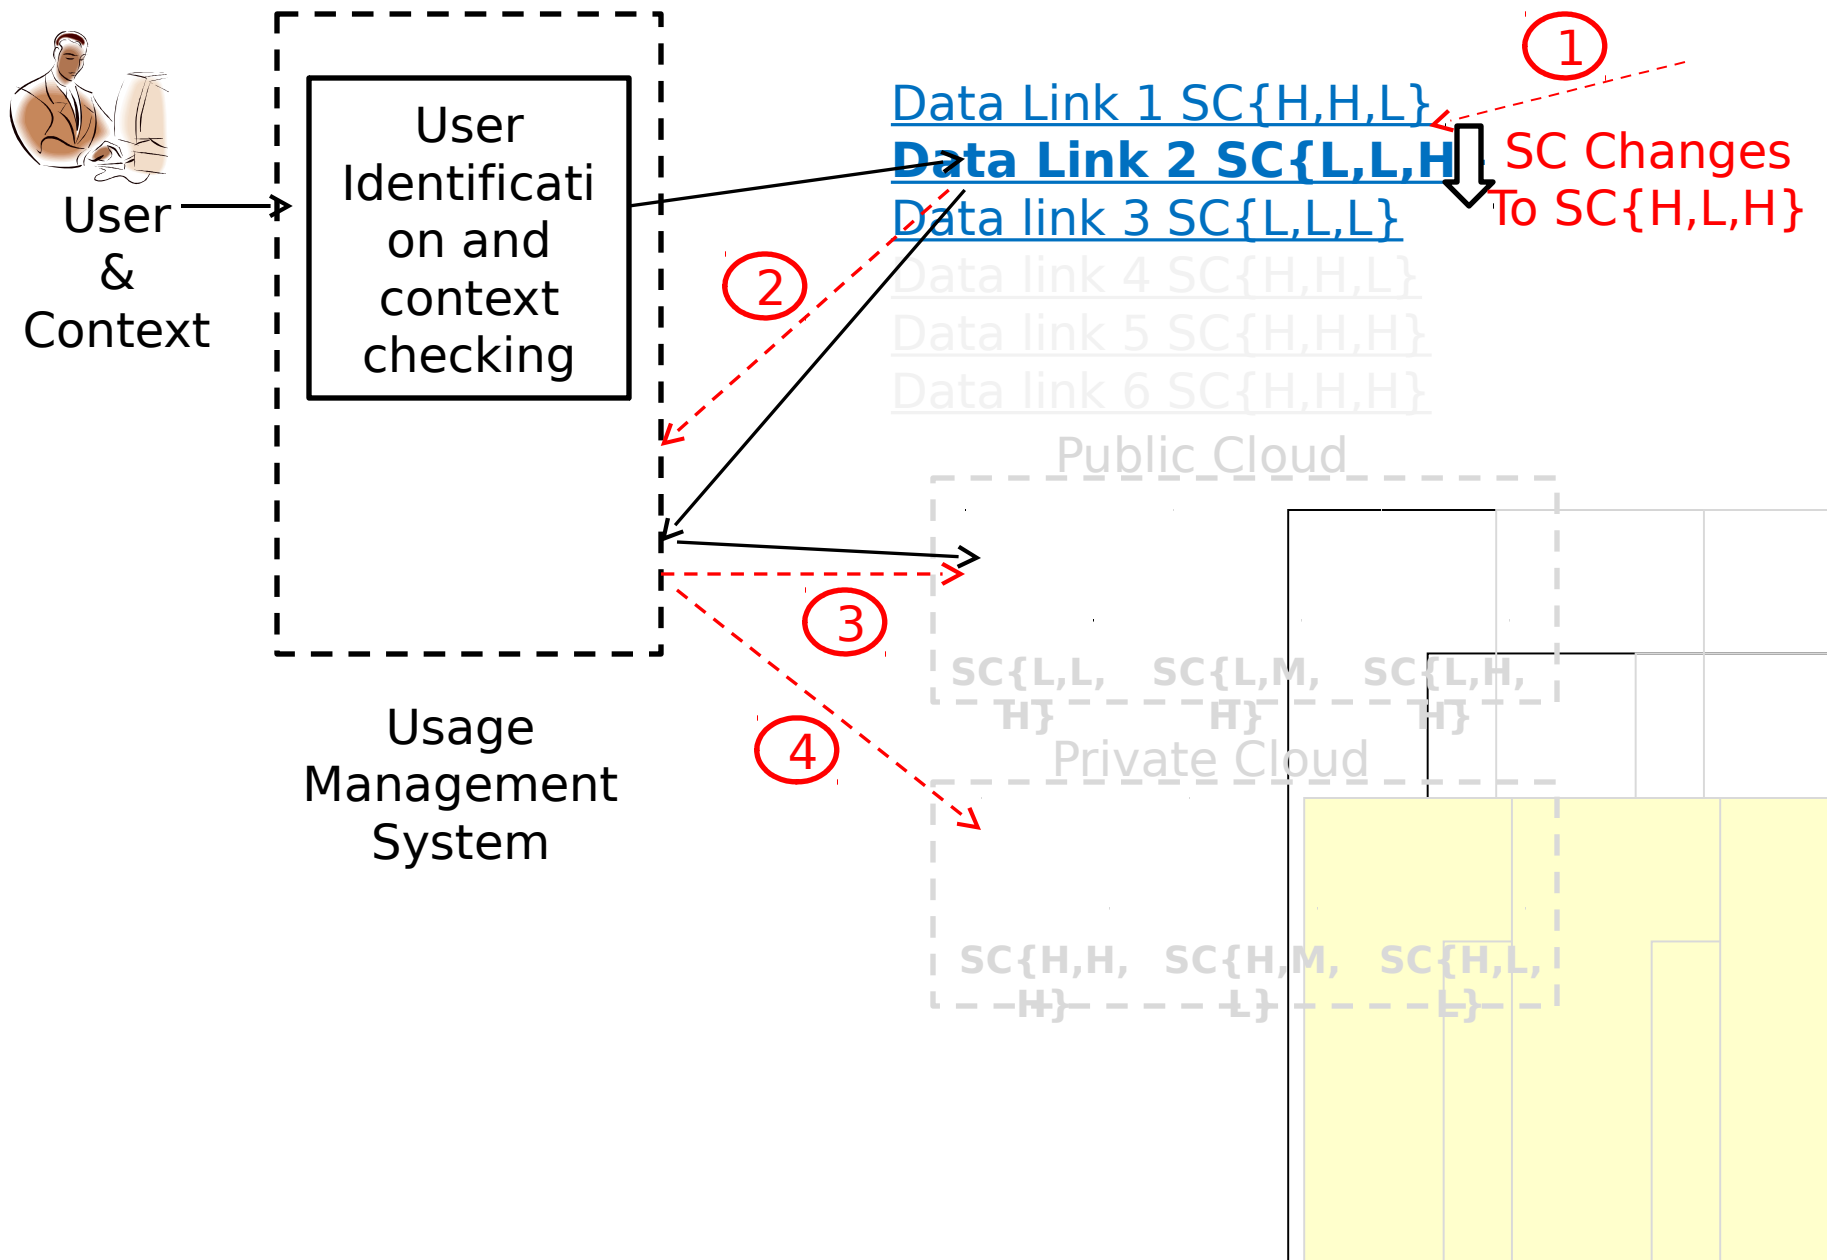 User
&
Context
User
Identificati
on and
context
checking
Usage
Management
System
Data Link 1 SC{H,H,L}
Data Link 2 SC{L,L,H}
Data link 3 SC{L,L,L}
Data link 4 SC{H,H,L}
Data link 5 SC{H,H,H}
Data link 6 SC{H,H,H}
1
SC Changes
To SC{H,L,H}
2
3
4
Public Cloud
SC{L,L,
H}
SC{L,M,
H}
SC{L,H,
H}
Private Cloud
SC{H,H,
H}
SC{H,M,
L}
SC{H,L,
L}